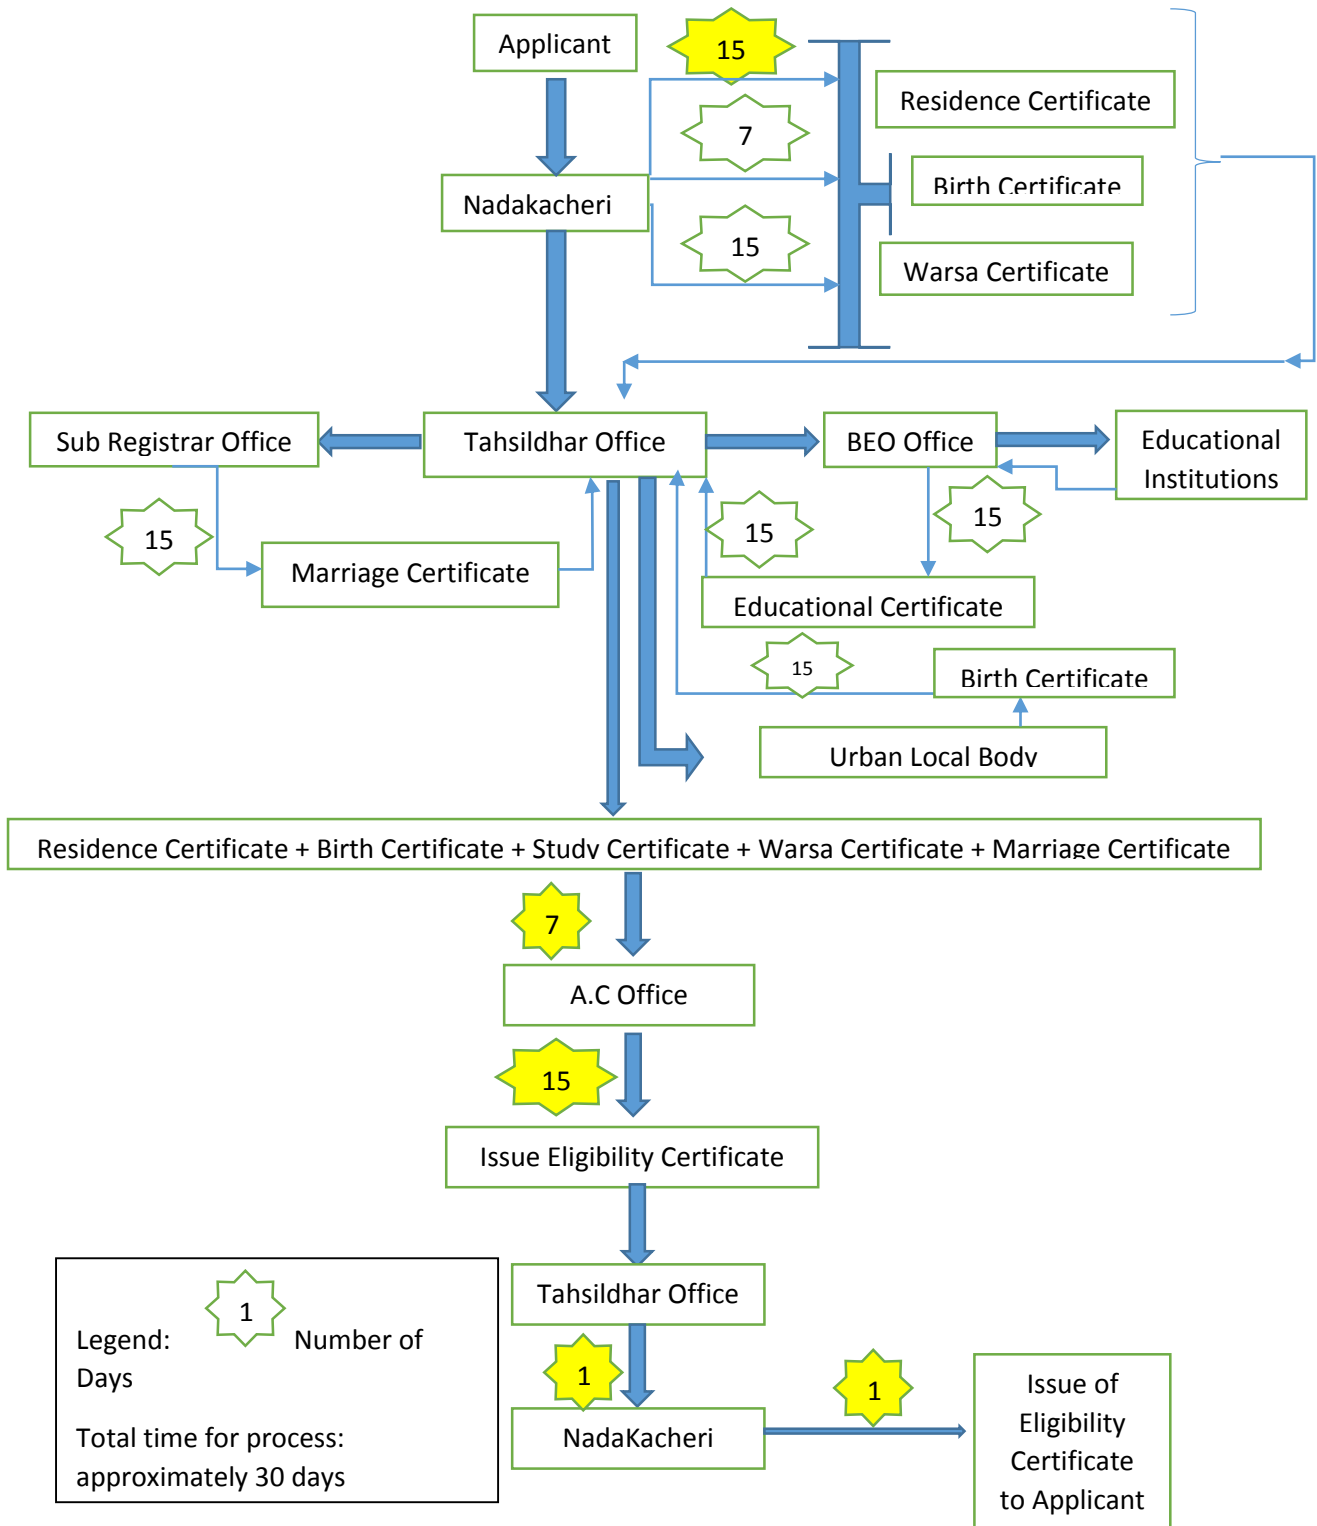 Applicant
15
Residence Certificate
7
Birth Certificate
Nadakacheri
15
Warsa Certificate
Sub Registrar Office
Tahsildhar Office
BEO Office
Educational
Institutions
15
15
15
Marriage Certificate
Educational Certificate
15
Birth Certificate
Urban Local Body
Residence Certificate + Birth Certificate + Study Certificate + Warsa Certificate + Marriage Certificate
7
A.C Office
15
Issue Eligibility Certificate
Tahsildhar Office
1
NadaKacheri
1
Issue of
Eligibility
Certificate
to Applicant
1
Legend: Number of
Days
Total time for process:
approximately 30 days